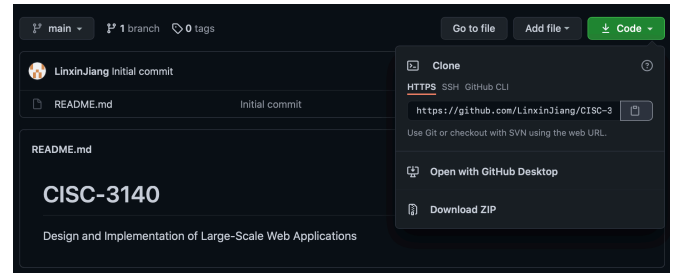 main 1 branch 0 tags Go to file Add file Code
LinxinJiang Initial commit
README.md Initial commit
README.md
CISC-3140
Design and Implementation of Large-Scale Web Applications
Clone
HTTPS SSH GitHub CLI
https://github.com/LinxinJiang/CISC-3
Use Git or checkout with SVN using the web URL.
Open with GitHub Desktop
Download ZIP